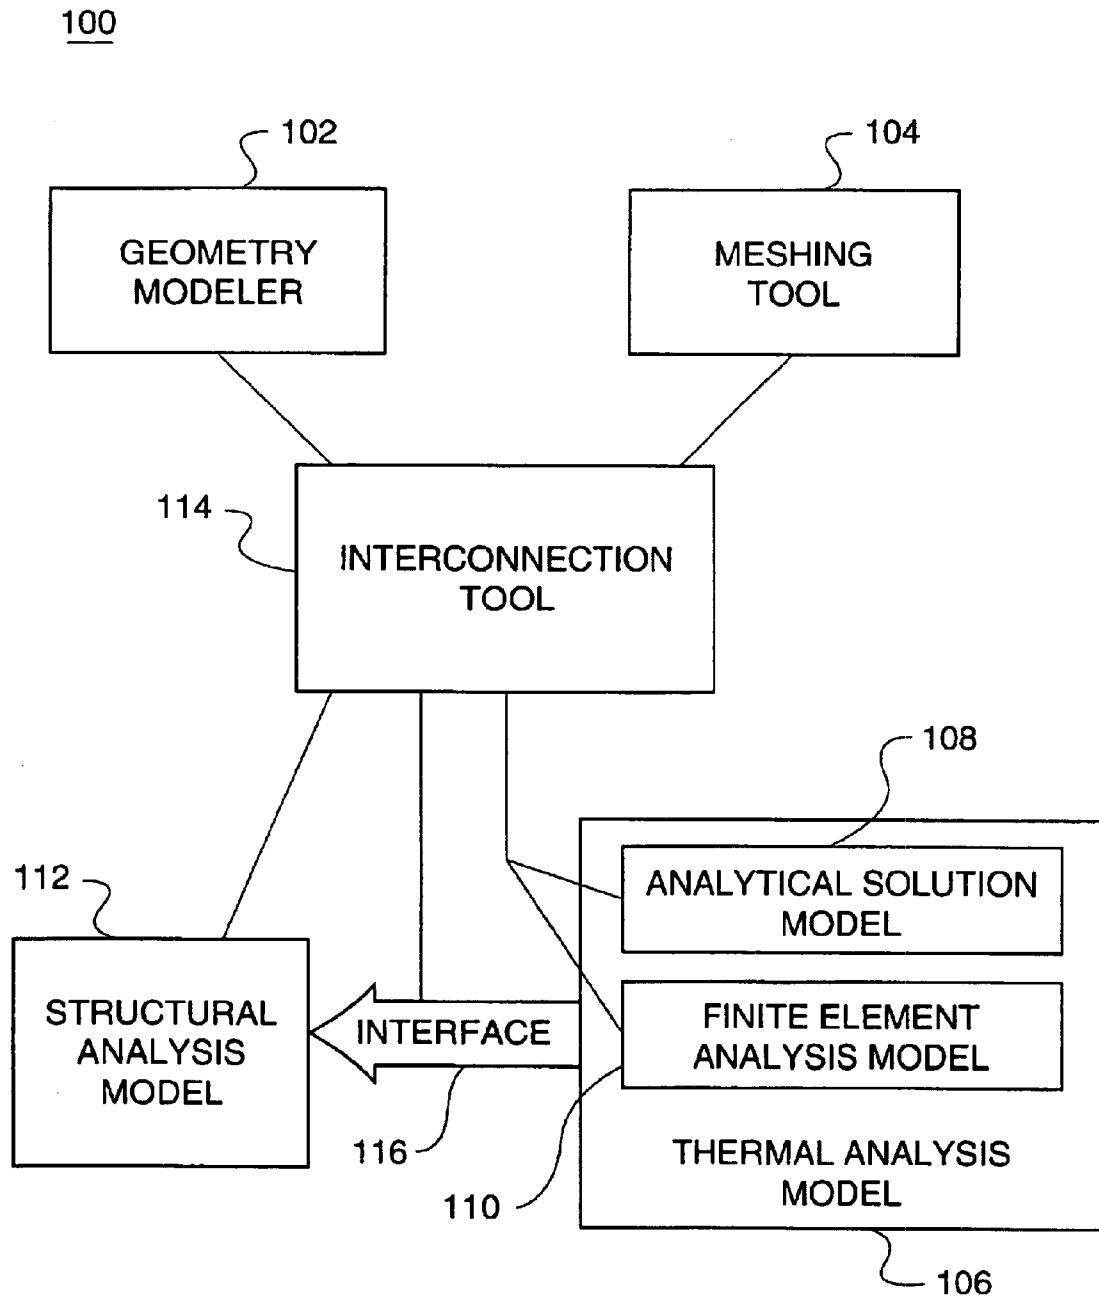 100
102
104
GEOMETRY
MODELER
MESHING
TOOL
114
INTERCONNECTION
TOOL
108
112
ANALYTICAL SOLUTION
MODEL
STRUCTURAL
ANALYSIS
MODEL
INTERFACE
FINITE ELEMENT
ANALYSIS MODEL
116
110
THERMAL ANALYSIS
MODEL
106